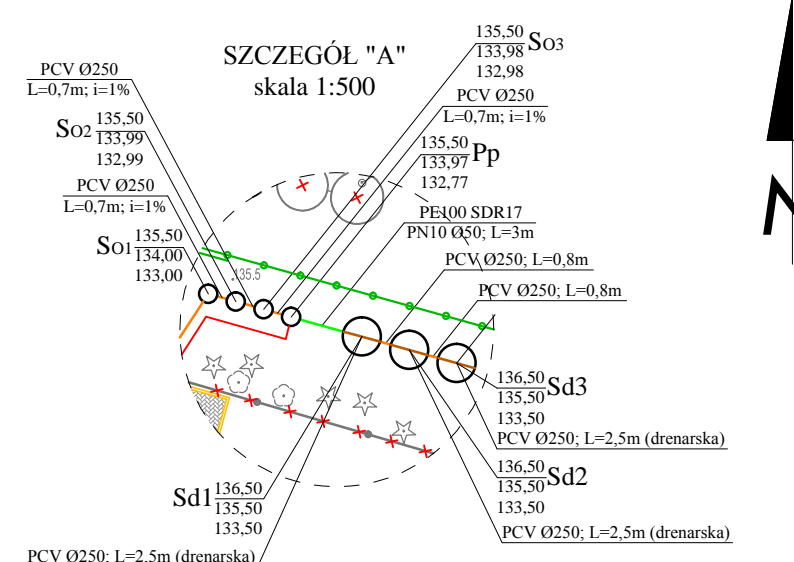 SZCZEGÓŁ "A"
skala 1:500
PCV Ø250
L=0,7m; i=1%
So2
135,50
133,99
132,99
PCV Ø250
L=0,7m; i=1%
So1
135,50
134,00
133,00
135,50
133,98
132,98
So3
PCV Ø250
L=0,7m; i=1%
135,50
133,97
132,77
Pp
PE100 SDR17
PN10 Ø50; L=3m
PCV Ø250; L=0,8m
PCV Ø250; L=0,8m
135.5
136,50
135,50
133,50
Sd3
PCV Ø250; L=2,5m (drenarska)
136,50
135,50
133,50
Sd2
PCV Ø250; L=2,5m (drenarska)
Sd1
136,50
135,50
133,50
PCV Ø250; L=2,5m (drenarska)